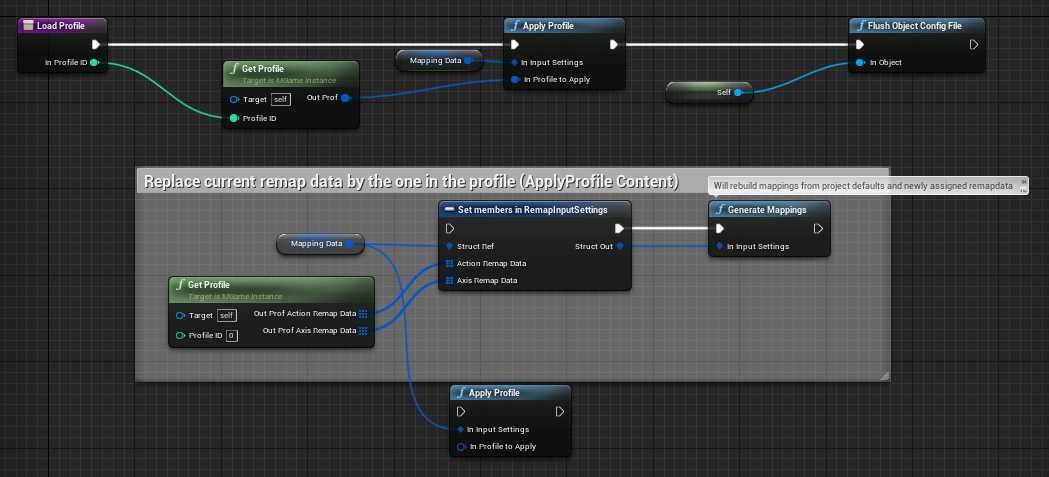 Load Profile
In Profile ID
Get Profile
Target is MGame Instance
Target self
Out Prof
Profile ID
Mapping Data
Apply Profile
In Input Settings
In Profile to Apply
Self
Flush Object Config File
In Object
Replace current remap data by the one in the profile (ApplyProfile Content)
Will rebuild mappings from project defaults and newly assigned remapdata
Mapping Data
Set members in RemapInputSettings
Struct Ref
Struct Out
Action Remap Data
Axis Remap Data
Generate Mappings
In Input Settings
Get Profile
Target is MGame Instance
Target self
Out Prof Action Remap Data
Profile ID 0
Out Prof Axis Remap Data
Apply Profile
In Input Settings
In Profile to Apply